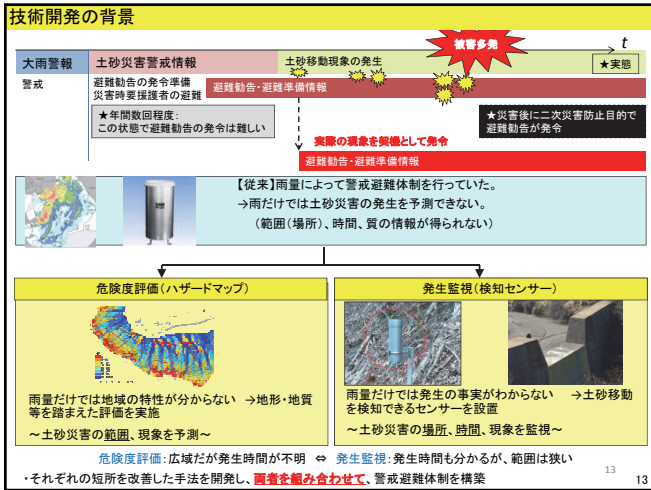 技術開発の背景
t
大雨警報
土砂災害警戒情報
土砂移動現象の発生
被害多発
★実態
警戒
避難勧告の発令準備
災害時要援護者の避難
避難勧告・避難準備情報
★年間数回程度：
この状態で避難勧告の発令は難しい
★災害後に二次災害防止目的で
避難勧告が発令
実際の現象を契機として発令
避難勧告・避難準備情報
【従来】雨量によって警戒避難体制を行っていた。
→雨だけでは土砂災害の発生を予測できない。
（範囲（場所）、時間、質の情報が得られない）
危険度評価（ハザードマップ）
雨量だけでは地域の特性が分からない →地形・地質
等を踏まえた評価を実施
～土砂災害の範囲、現象を予測～
発生監視（検知センサー）
雨量だけでは発生の事実がわからない →土砂移動
を検知できるセンサーを設置
～土砂災害の場所、時間、現象を監視～
危険度評価：広域だが発生時間が不明 ⇔ 発生監視：発生時間も分かるが、範囲は狭い
・それぞれの短所を改善した手法を開発し、両者を組み合わせて、警戒避難体制を構築
13
13